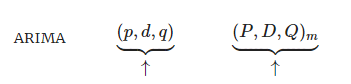 ARIMA (p, d, q) (P, D, Q)m
↑ ↑